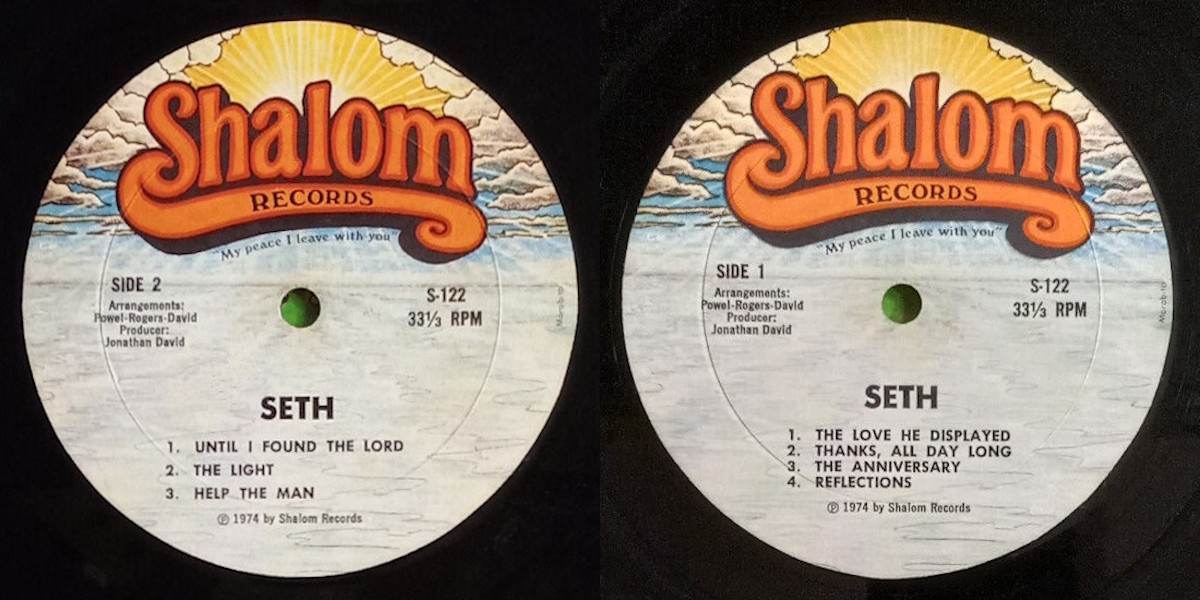 Shalom
RECORDS
"My peace I leave with you"
SIDE 2
Arrangements:
Powel-Rogers-David
Producer:
Jonathan David
S-122
33⅓ RPM
SETH
1. UNTIL I FOUND THE LORD
2. THE LIGHT
3. HELP THE MAN
℗ 1974 by Shalom Records
Shalom
RECORDS
"My peace I leave with you"
SIDE 1
Arrangements:
Powel-Rogers-David
Producer:
Jonathan David
S-122
33⅓ RPM
SETH
1. THE LOVE HE DISPLAYED
2. THANKS, ALL DAY LONG
3. THE ANNIVERSARY
4. REFLECTIONS
℗ 1974 by Shalom Records